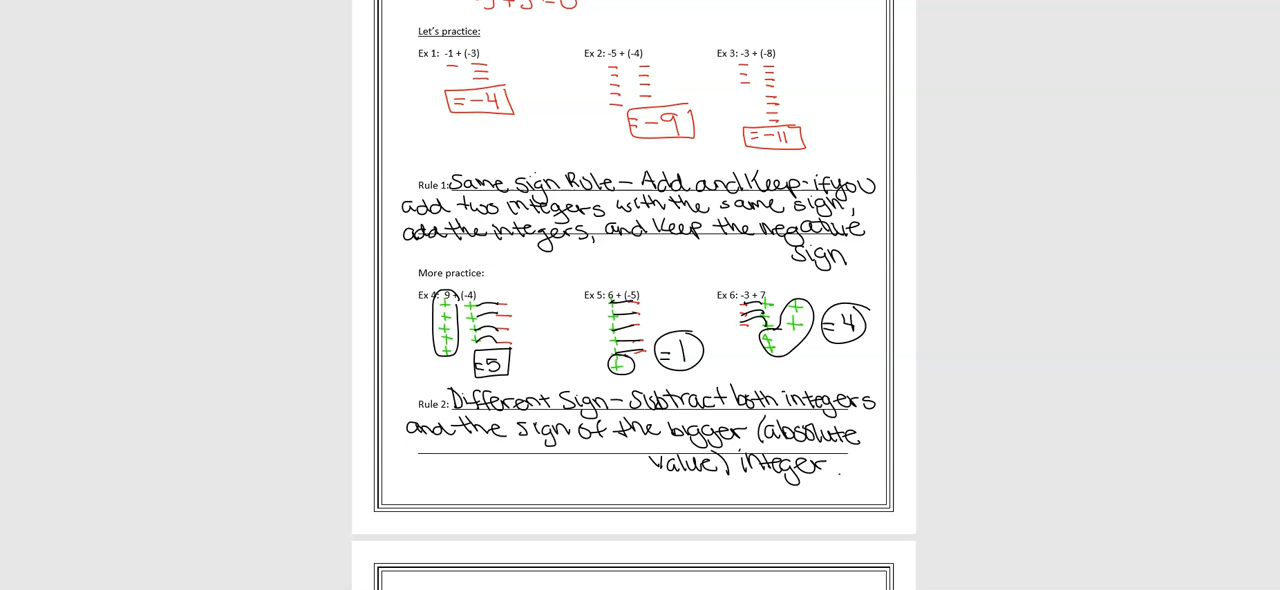 Let's practice:
Ex 1: -1 + (-3) Ex 2: -5 + (-4) Ex 3: -3 + (-8)
= -4 = -9 = -11
Rule 1: Same Sign Rule - Add and Keep - if you
add two integers with the same sign,
add the integers, and keep the negative
sign
More practice:
Ex 4: 9 + (-4) Ex 5: 6 + (-5) Ex 6: -3 + 7
=5 = 1 = 4
Rule 2: Different Sign - Subtract both integers
and the sign of the bigger (absolute
value) integer.